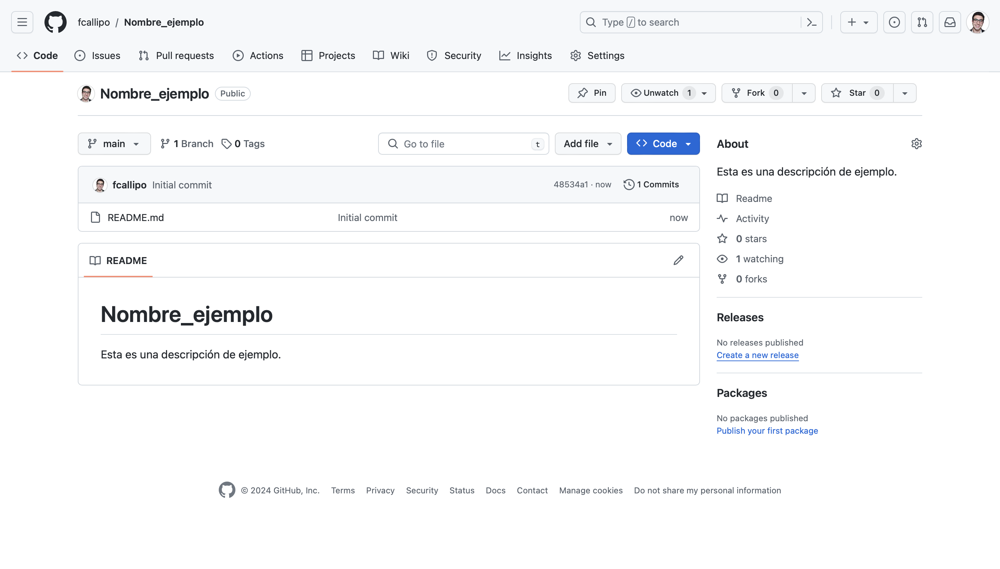 fcallipo / Nombre_ejemplo
Type / to search
Code Issues Pull requests Actions Projects Wiki Security Insights Settings
Nombre_ejemplo Public
Pin Unwatch 1 Fork 0 Star 0
main 1 Branch 0 Tags
Go to file t Add file Code
fcallipo Initial commit 48534a1 · now 1 Commits
README.md Initial commit now
README
Nombre_ejemplo
Esta es una descripción de ejemplo.
About
Esta es una descripción de ejemplo.
Readme
Activity
0 stars
1 watching
0 forks
Releases
No releases published
Create a new release
Packages
No packages published
Publish your first package
© 2024 GitHub, Inc. Terms Privacy Security Status Docs Contact Manage cookies Do not share my personal information